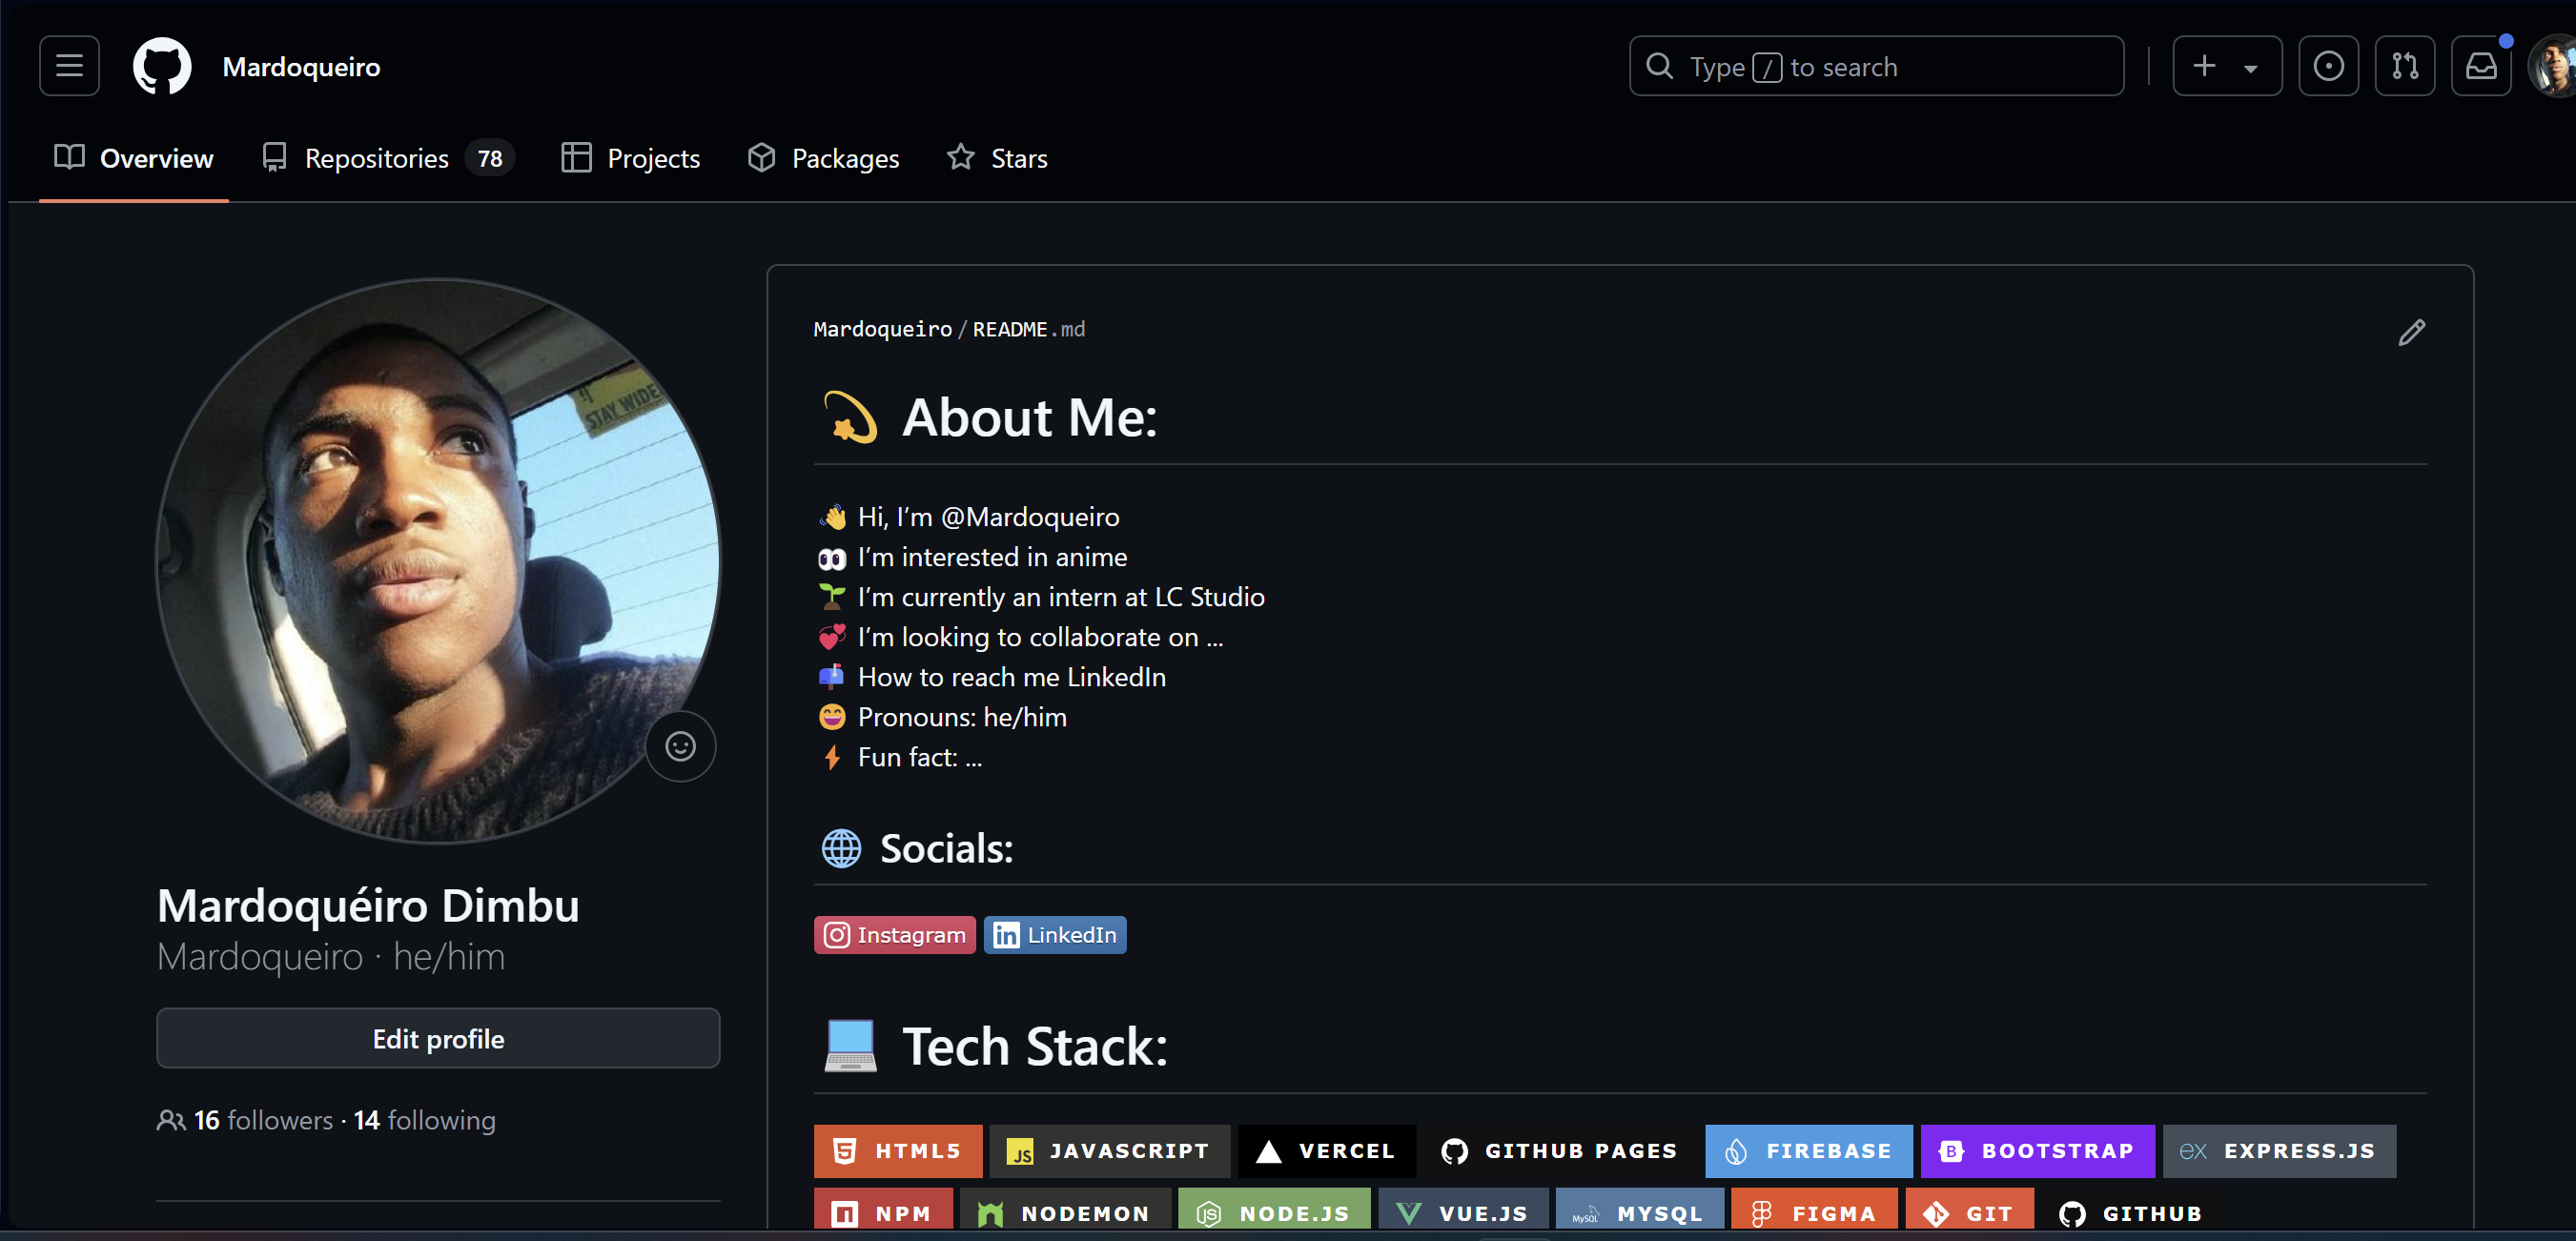 Mardoqueiro
Type / to search
Overview
Repositories 78
Projects
Packages
Stars
STAY WIDE
Mardoquéiro Dimbu
Mardoqueiro · he/him
Edit profile
16 followers · 14 following
Mardoqueiro / README.md
About Me:
Hi, I’m @Mardoqueiro
I’m interested in anime
I’m currently an intern at LC Studio
I’m looking to collaborate on ...
How to reach me LinkedIn
Pronouns: he/him
Fun fact: ...
Socials:
Instagram LinkedIn
Tech Stack:
HTML5 JS JAVASCRIPT VERCEL GITHUB PAGES FIREBASE B BOOTSTRAP ex EXPRESS.JS
NPM NODEMON JS NODE.JS VUE.JS MySQL MYSQL FIGMA GIT GITHUB